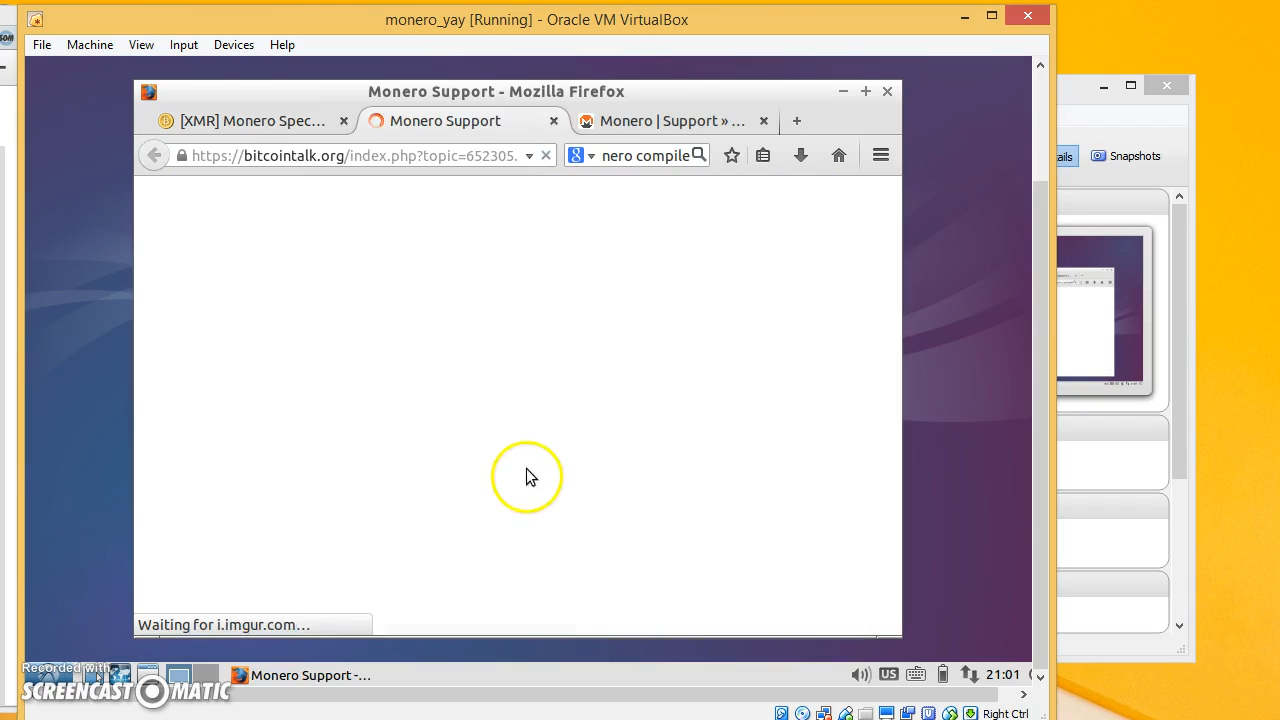 monero_yay [Running] - Oracle VM VirtualBox
File Machine View Input Devices Help
Monero Support - Mozilla Firefox
[XMR] Monero Spec... Monero Support Monero | Support » ...
https://bitcointalk.org/index.php?topic=652305. nero compile
Snapshots
Waiting for i.imgur.com...
Monero Support -...
US 21:01
Recorded with
SCREENCAST MATIC
Right Ctrl